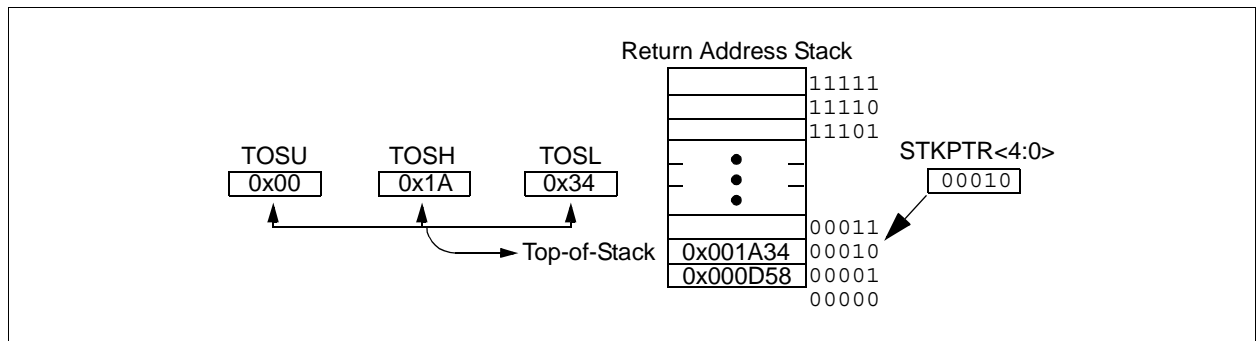 Return Address Stack
11111
11110
11101
TOSU TOSH TOSL
STKPTR<4:0>
0x00 0x1A 0x34
00010
00011
Top-of-Stack 0x001A34 00010
0x000D58 00001
00000